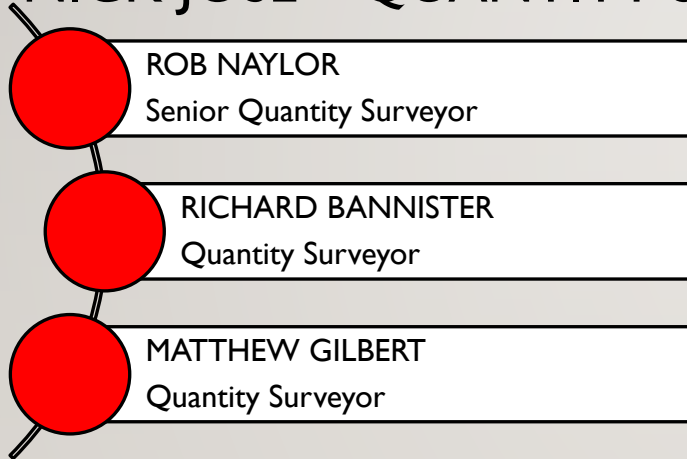 ROB NAYLOR
Senior Quantity Surveyor
RICHARD BANNISTER
Quantity Surveyor
MATTHEW GILBERT
Quantity Surveyor